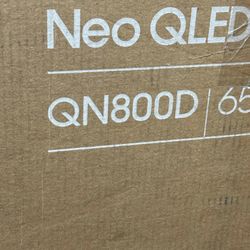 Neo QLED
QN800D | 65